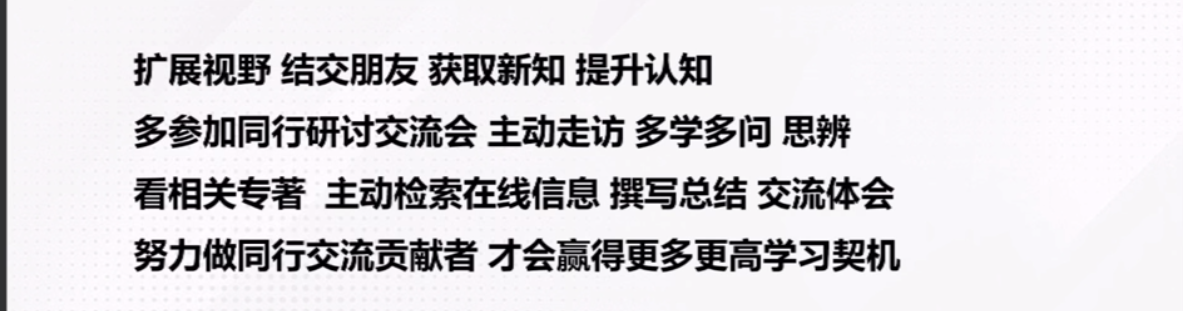 扩展视野 结交朋友 获取新知 提升认知
多参加同行研讨交流会 主动走访 多学多问 思辨
看相关专著  主动检索在线信息 撰写总结 交流体会
努力做同行交流贡献者 才会赢得更多更高学习契机